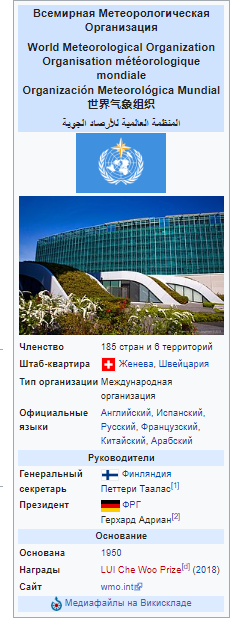 Всемирная Метеорологическая
Организация
World Meteorological Organization
Organisation météorologique
mondiale
Organización Meteorológica Mundial
世界气象组织
المنظمة العالمية للأرصاد الجوية
Членство 185 стран и 6 территорий
Штаб-квартира Женева, Швейцария
Тип организации Международная
организация
Официальные Английский, Испанский,
языки Русский, Французский,
Китайский, Арабский
Руководители
Генеральный Финляндия
секретарь Петтери Таалас[1]
Президент ФРГ
Герхард Адриан[2]
Основание
Основана 1950
Награды LUI Che Woo Prize[d] (2018)
Сайт wmo.int
Медиафайлы на Викискладе